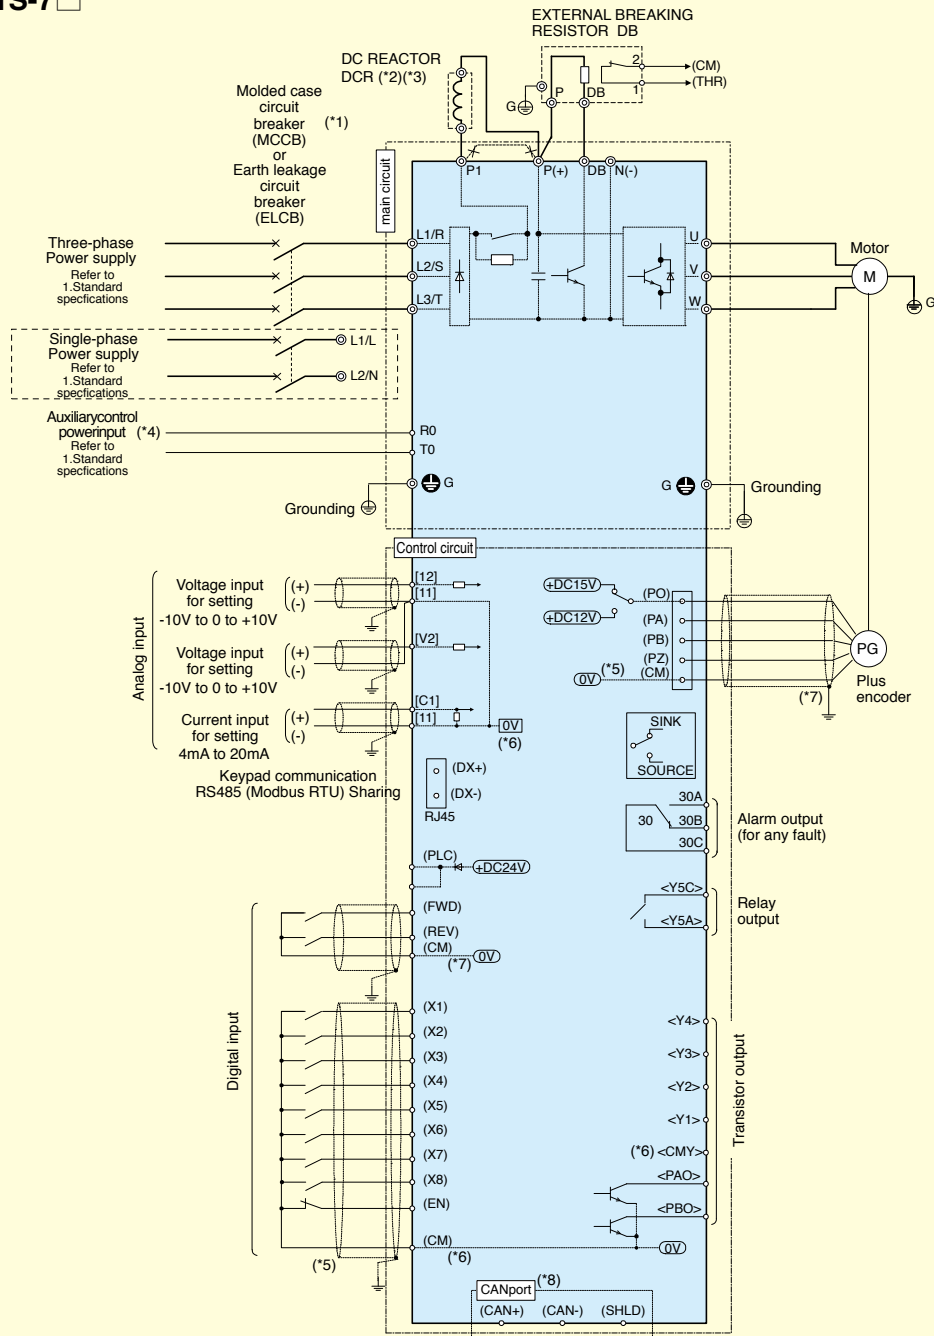 TS-7□
EXTERNAL BREAKING
RESISTOR DB
DC REACTOR
DCR (*2)(*3)
2
(CM)
(THR)
1
P
DB
G
Molded case
circuit
breaker
(MCCB)
or
Earth leakage
circuit
breaker
(ELCB)
(*1)
main circuit
P1
P(+)
DB
N(-)
Three-phase
Power supply
Refer to
1.Standard
specfications
L1/R
L2/S
L3/T
U
V
W
Motor
M
G
Single-phase
Power supply
Refer to
1.Standard
specfications
L1/L
L2/N
Auxiliarycontrol
powerinput (*4)
Refer to
1.Standard
specfications
R0
T0
G
G
Grounding
Grounding
Control circuit
Analog input
Voltage input
for setting
-10V to 0 to +10V
(+)
(-)
[12]
[11]
Voltage input
for setting
-10V to 0 to +10V
(+)
(-)
[V2]
Current input
for setting
4mA to 20mA
(+)
(-)
[C1]
[11]
0V
(*6)
+DC15V
+DC12V
(PO)
(PA)
(PB)
(PZ)
(CM)
0V
(*5)
(*7)
PG
Plus
encoder
SINK
SOURCE
Keypad communication
RS485 (Modbus RTU) Sharing
(DX+)
(DX-)
RJ45
30
30A
30B
30C
Alarm output
(for any fault)
(PLC)
+DC24V
<Y5C>
<Y5A>
Relay
output
Digital input
(FWD)
(REV)
(CM)
(*7)
0V
(X1)
(X2)
(X3)
(X4)
(X5)
(X6)
(X7)
(X8)
(EN)
(CM)
(*6)
(*5)
<Y4>
<Y3>
<Y2>
<Y1>
(*6) <CMY>
<PAO>
<PBO>
0V
Transistor output
CANport
(*8)
(CAN+)
(CAN-)
(SHLD)